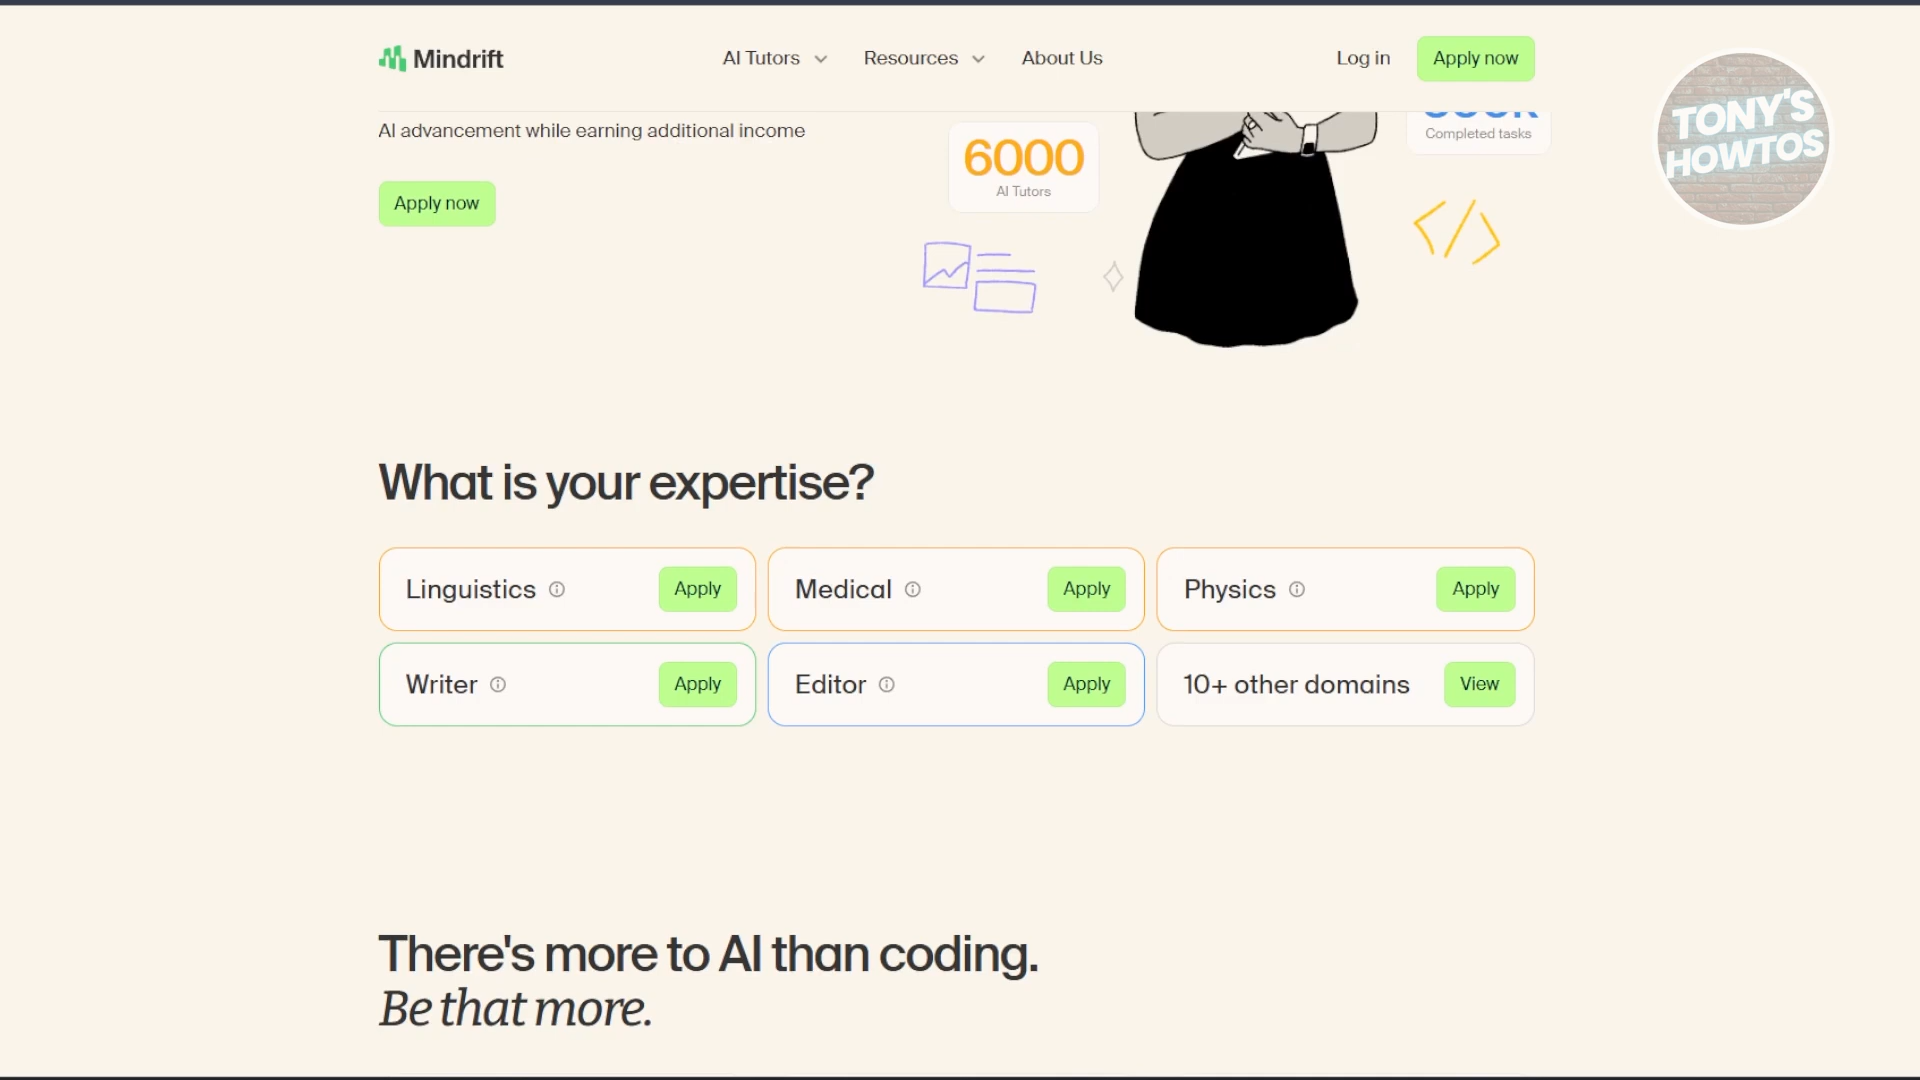 Mindrift
AI Tutors
Resources
About Us
Log in
Apply now
TONY'S
HOWTOS
AI advancement while earning additional income
6000
AI Tutors
Completed tasks
Apply now
What is your expertise?
Linguistics
Apply
Medical
Apply
Physics
Apply
Writer
Apply
Editor
Apply
10+ other domains
View
There's more to AI than coding.
Be that more.